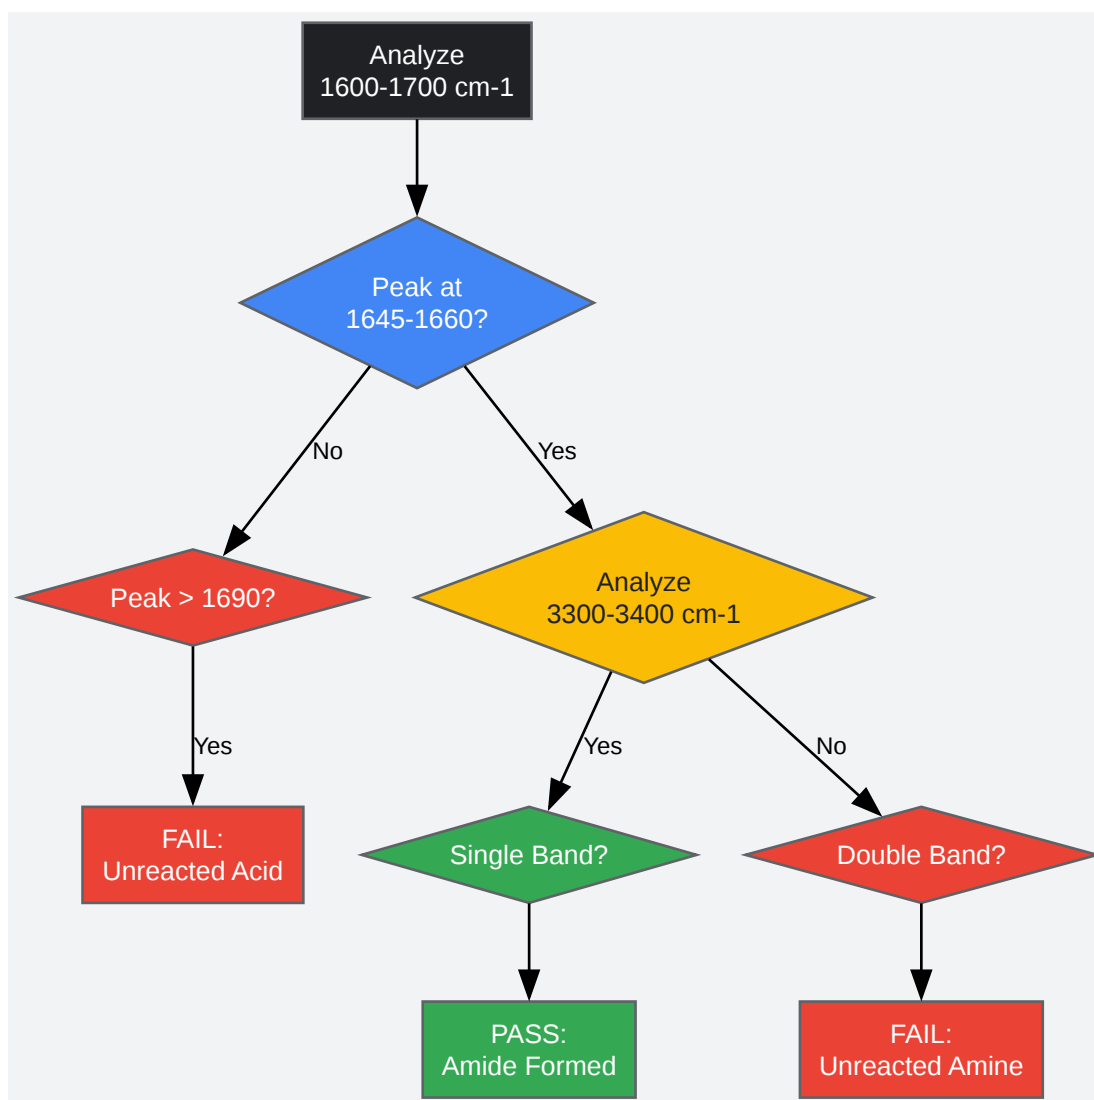 Analyze
1600-1700 cm-1
Peak at
1645-1660?
No
Yes
Peak > 1690?
Analyze
3300-3400 cm-1
Yes
Yes
No
FAIL:
Unreacted Acid
Single Band?
Double Band?
PASS:
Amide Formed
FAIL:
Unreacted Amine